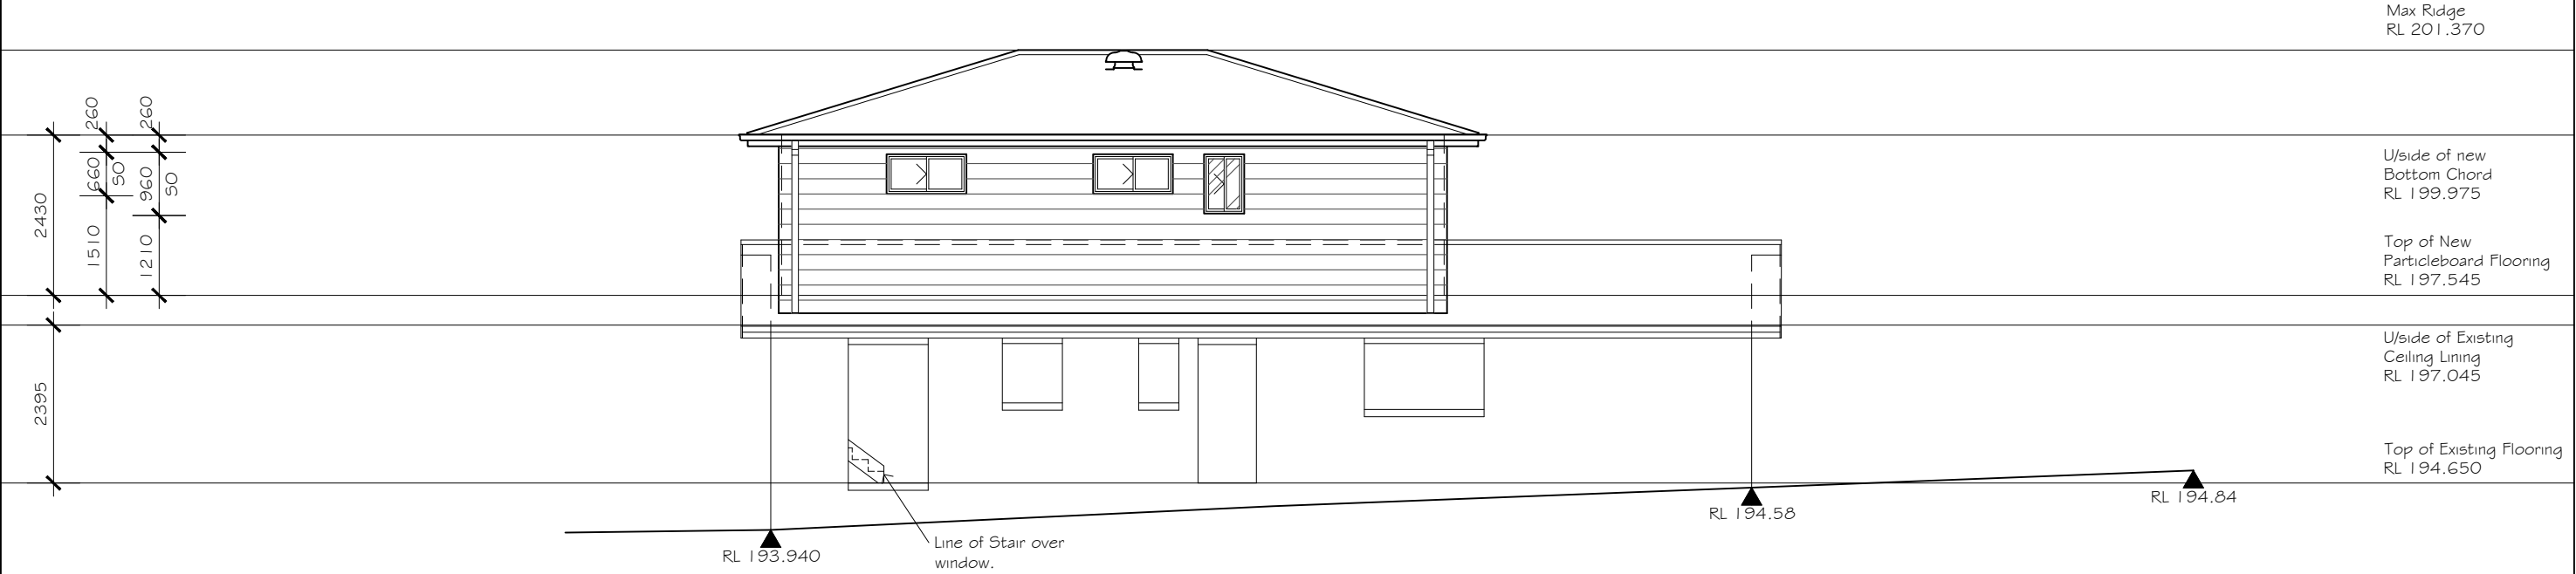 Max Ridge
RL 201.370
260
260
660
50
960
50
2430
1510
1210
U/side of new
Bottom Chord
RL 199.975
Top of New
Particleboard Flooring
RL 197.545
U/side of Existing
Ceiling Lining
RL 197.045
2395
Top of Existing Flooring
RL 194.650
RL 194.84
RL 194.58
RL 193.940
Line of Stair over
window.